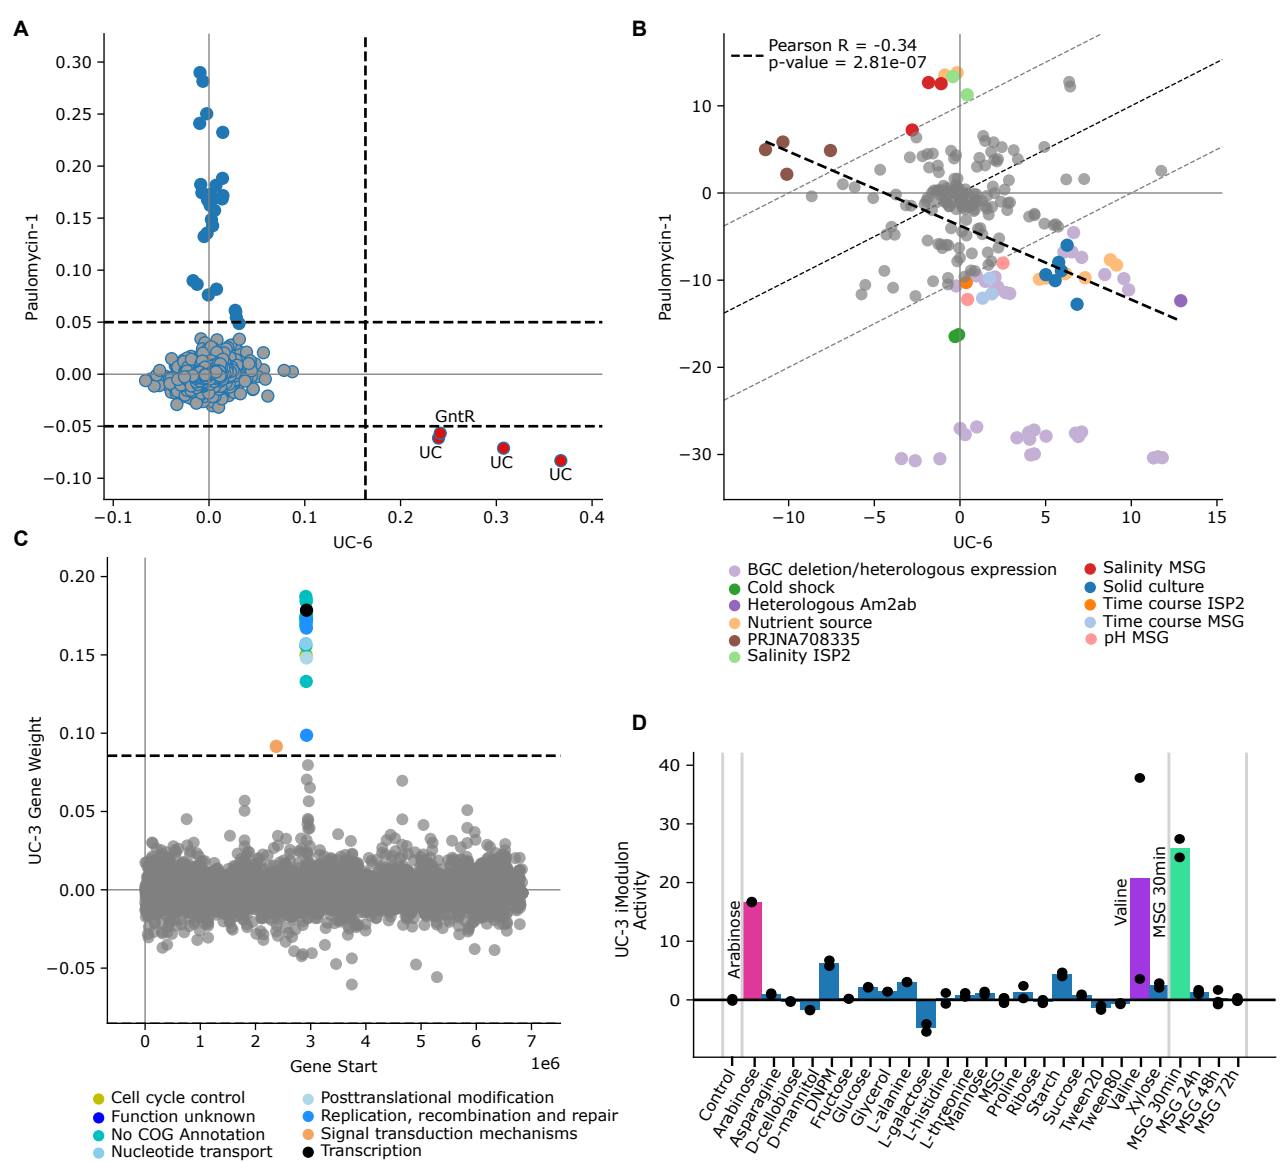 A
0.30
0.25
0.20
0.15
0.10
0.05
0.00
−0.05
−0.10
Paulomycin-1
GntR
UC
UC
UC
−0.1
0.0
0.1
0.2
0.3
0.4
UC-6
B
Pearson R = -0.34
p-value = 2.81e-07
10
0
−10
−20
−30
Paulomycin-1
−10
−5
0
5
10
15
UC-6
BGC deletion/heterologous expression
Cold shock
Heterologous Am2ab
Nutrient source
PRJNA708335
Salinity ISP2
Salinity MSG
Solid culture
Time course ISP2
Time course MSG
pH MSG
C
0.20
0.15
0.10
0.05
0.00
−0.05
UC-3 Gene Weight
0
1
2
3
4
5
6
7
1e6
Gene Start
Cell cycle control
Function unknown
No COG Annotation
Nucleotide transport
Posttranslational modification
Replication, recombination and repair
Signal transduction mechanisms
Transcription
D
40
30
20
10
0
UC-3 iModulon
Activity
Arabinose
Valine
MSG 30min
Control
Arabinose
Asparagine
D-cellobiose
D-mannitol
DNPM
Fructose
Glucose
Glycerol
L-alanine
L-galactose
L-histidine
L-threonine
Mannose
MSG
Proline
Ribose
Starch
Sucrose
Tween20
Tween80
Valine
Xylose
MSG 30min
MSG 24h
MSG 48h
MSG 72h